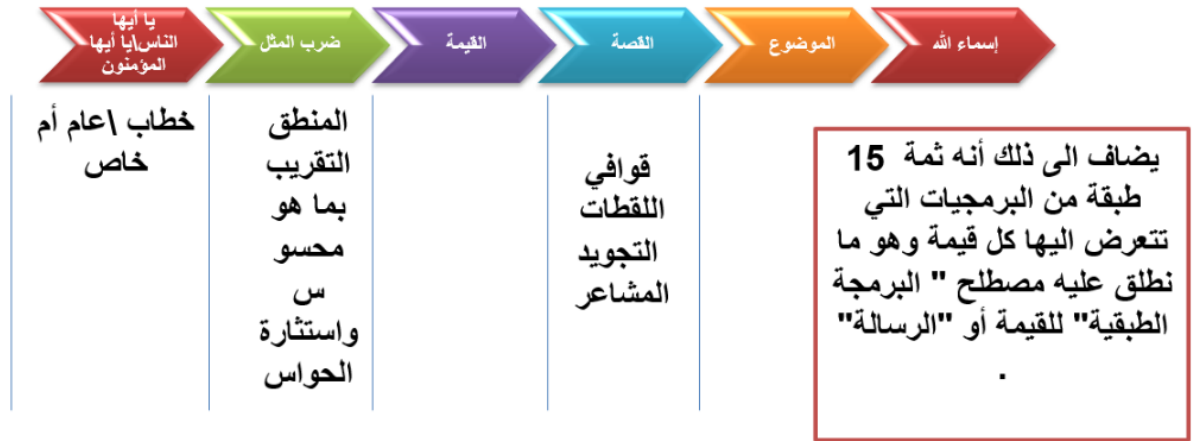 إسماء الله
الموضوع
القصة
القيمة
ضرب المثل
يا أيها
الناس\يا أيها
المؤمنون
يضاف الى ذلك أنه ثمة 15
طبقة من البرمجيات التي
تتعرض اليها كل قيمة وهو ما
نطلق عليه مصطلح " البرمجة
الطبقية" للقيمة أو "الرسالة"
.
قوافي
اللقطات
التجويد
المشاعر
المنطق
التقريب
بما هو
محسو
س
واستثارة
الحواس
خطاب \عام أم
خاص